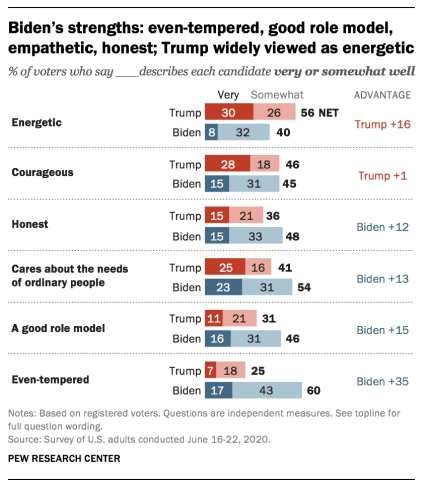 Biden's strengths: even-tempered, good role model,
empathetic, honest; Trump widely viewed as energetic
% of voters who say ___describes each candidate very or somewhat well
Very Somewhat ADVANTAGE
Energetic
Trump 30 26 56 NET
Biden 8 32 40
Trump +16
Courageous
Trump 28 18 46
Biden 15 31 45
Trump +1
Honest
Trump 15 21 36
Biden 15 33 48
Biden +12
Cares about the needs
of ordinary people
Trump 25 16 41
Biden 23 31 54
Biden +13
A good role model
Trump 11 21 31
Biden 16 31 46
Biden +15
Even-tempered
Trump 7 18 25
Biden 17 43 60
Biden +35
Notes: Based on registered voters. Questions are independent measures. See topline for
full question wording.
Source: Survey of U.S. adults conducted June 16-22, 2020.
PEW RESEARCH CENTER